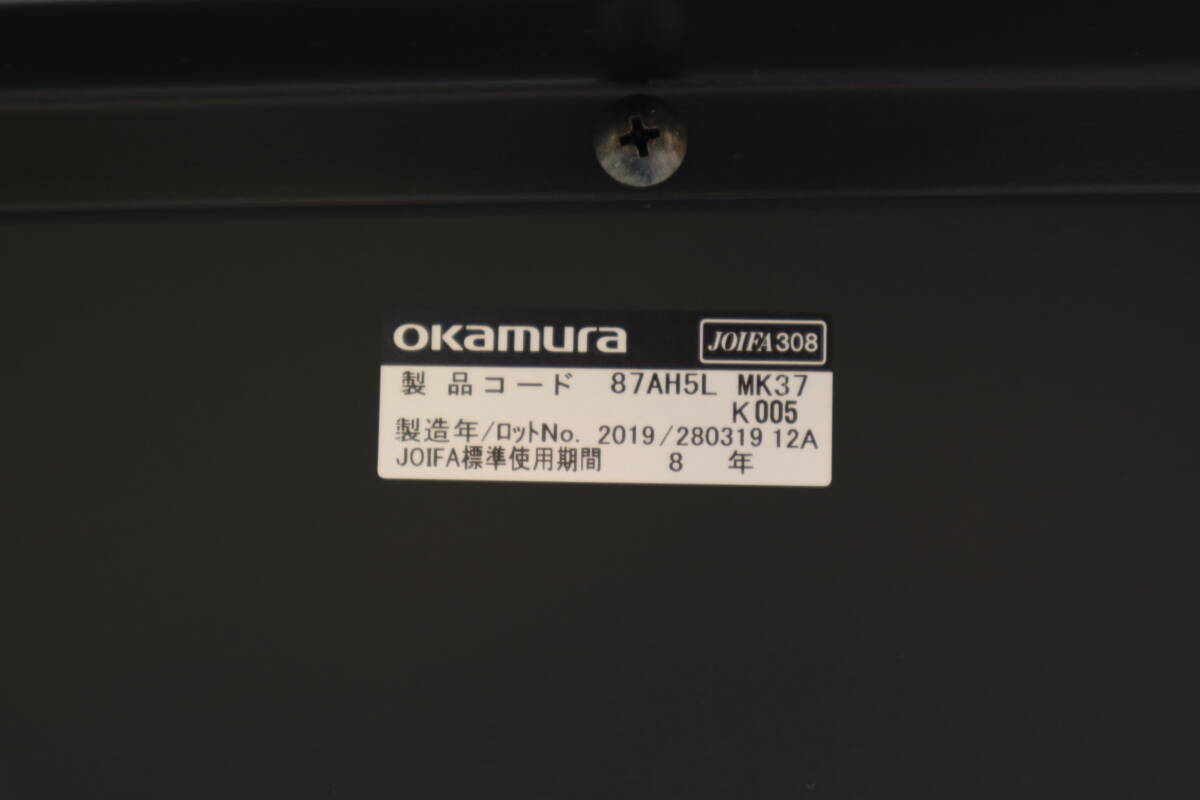 okamura JOIFA308
製品コード 87AH5L MK37
K005
製造年/ロットNo. 2019/280319 12A
JOIFA標準使用期間 8 年